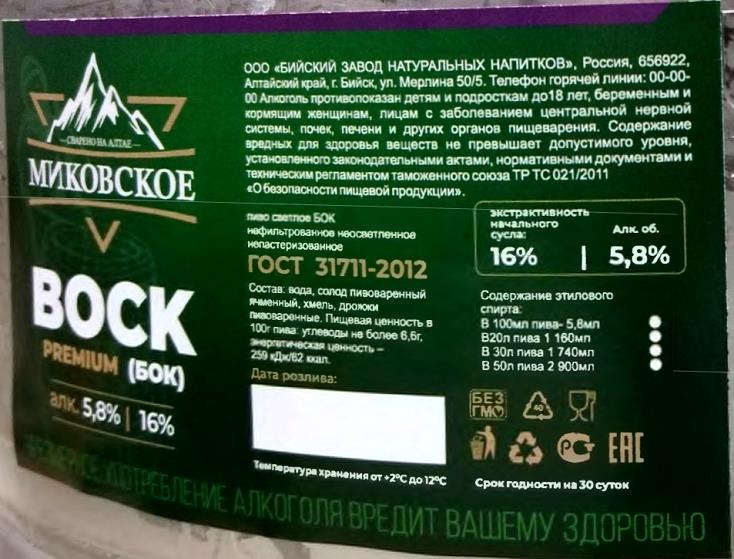 СВАРЕНО НА АЛТАЕ
МИКОВСКОЕ
BOCK
PREMIUM (БОК)
алк. 5,8% | 16%
ООО «БИЙСКИЙ ЗАВОД НАТУРАЛЬНЫХ НАПИТКОВ», Россия, 656922,
Алтайский край, г. Бийск, ул. Мерлина 50/5. Телефон горячей линии: 00-00-
00 Алкоголь противопоказан детям и подросткам до18 лет, беременным и
кормящим женщинам, лицам с заболеванием центральной нервной
системы, почек, печени и других органов пищеварения. Содержание
вредных для здоровья веществ не превышает допустимого уровня,
установленного законодательными актами, нормативными документами и
техническим регламентом таможенного союза ТР ТС 021/2011
«О безопасности пищевой продукции».
пиво светлое БОК
нефильтрованное неосветленное
непастеризованное
ГОСТ 31711-2012
Состав: вода, солод пивоваренный
ячменный, хмель, дрожжи
пивоваренные. Пищевая ценность в
100г пива: углеводы не более 6,6г,
энергетическая ценность –
259 кДж/62 ккал.
Дата розлива:
Температура хранения от +2°С до 12°С
экстрактивность
начального
сусла:
16%
Алк. об.
5,8%
Содержание этилового
спирта:
В 100мл пива- 5,8мл
В20л пива 1 160мл
В 30л пива 1 740мл
В 50л пива 2 900мл
БЕЗ
ГМО
40
РС
ЕАС
Срок годности на 30 суток
ЧРЕЗМЕРНОЕ УПОТРЕБЛЕНИЕ АЛКОГОЛЯ ВРЕДИТ ВАШЕМУ ЗДОРОВЬЮ